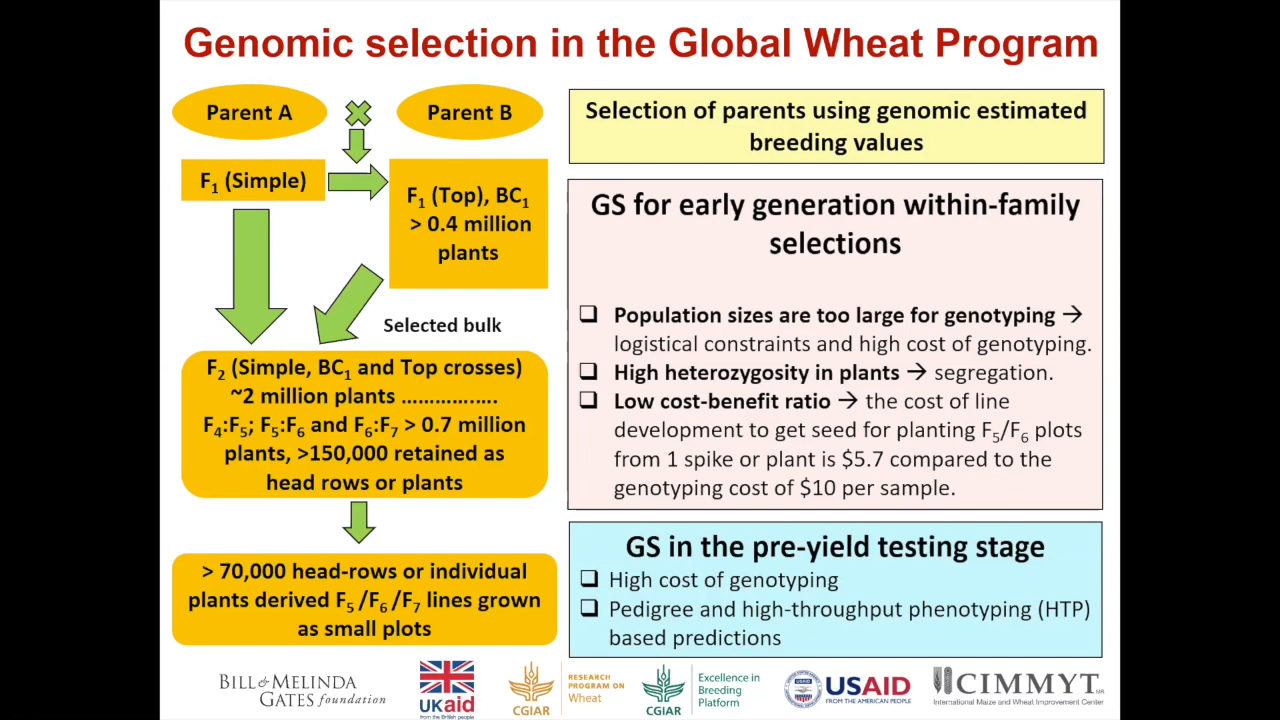 Genomic selection in the Global Wheat Program
Parent A
Parent B
F₁ (Simple)
F₁ (Top), BC₁
> 0.4 million
plants
Selected bulk
F₂ (Simple, BC₁ and Top crosses)
~2 million plants ……………..….
F₄:F₅; F₅:F₆ and F₆:F₇ > 0.7 million
plants, >150,000 retained as
head rows or plants
> 70,000 head-rows or individual
plants derived F₅ /F₆ /F₇ lines grown
as small plots
Selection of parents using genomic estimated
breeding values
GS for early generation within-family
selections
❑ Population sizes are too large for genotyping →
logistical constraints and high cost of genotyping.
❑ High heterozygosity in plants → segregation.
❑ Low cost-benefit ratio → the cost of line
development to get seed for planting F₅/F₆ plots
from 1 spike or plant is $5.7 compared to the
genotyping cost of $10 per sample.
GS in the pre-yield testing stage
❑ High cost of genotyping
❑ Pedigree and high-throughput phenotyping (HTP)
based predictions
BILL & MELINDA
GATES foundation
UKaid
from the British people
CGIAR
RESEARCH
PROGRAM ON
Wheat
CGIAR
Excellence in
Breeding
Platform
USAID
FROM THE AMERICAN PEOPLE
CIMMYT
International Maize and Wheat Improvement Center